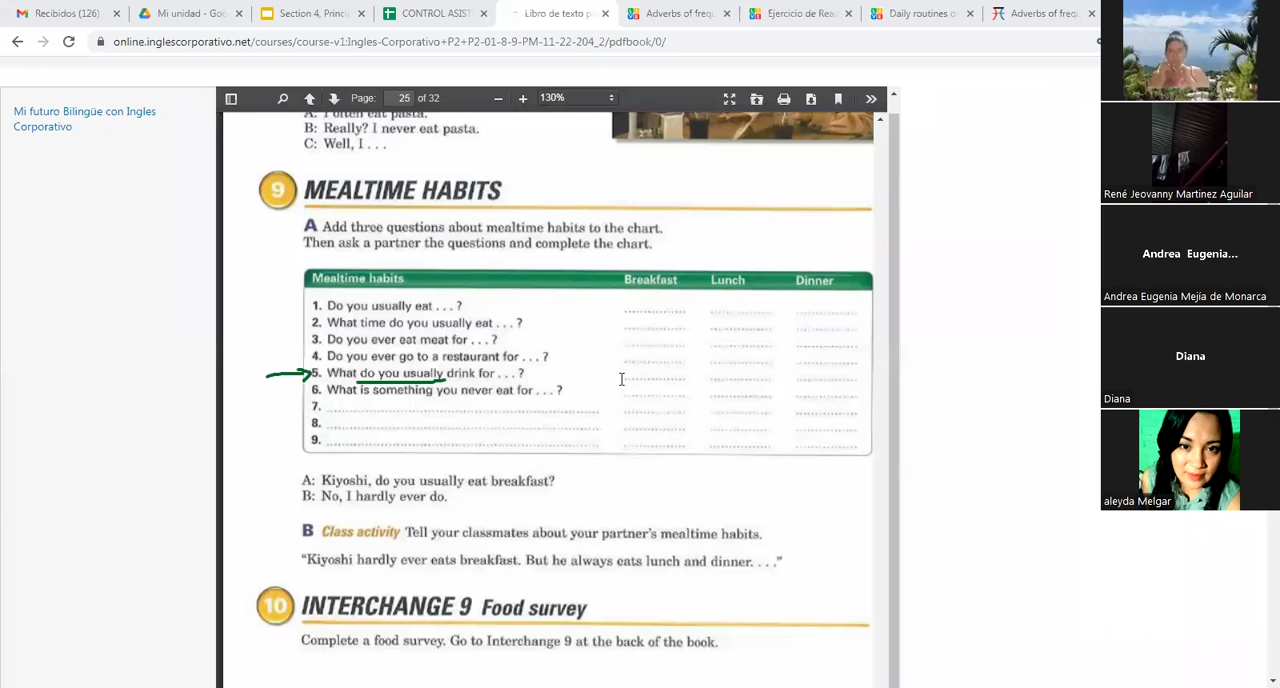 Recibidos (126)
Mi unidad - Goo
Section 4, Princi
CONTROL ASIST
Libro de texto p
Adverbs of freq
Ejercicio de Rea
Daily routines d
Adverbs of freq
online.inglescorporativo.net/courses/course-v1:Ingles-Corporativo+P2+P2-01-8-9-PM-11-22-204_2/pdfbook/0/
Mi futuro Bilingüe con Ingles
Corporativo
Page: 25 of 32
130%
A: I often eat pasta.
B: Really? I never eat pasta.
C: Well, I . . .
9 MEALTIME HABITS
A Add three questions about mealtime habits to the chart.
Then ask a partner the questions and complete the chart.
Mealtime habits Breakfast Lunch Dinner
1. Do you usually eat . . . ?
2. What time do you usually eat . . . ?
3. Do you ever eat meat for . . . ?
4. Do you ever go to a restaurant for . . . ?
5. What do you usually drink for . . . ?
6. What is something you never eat for . . . ?
7.
8.
9.
A: Kiyoshi, do you usually eat breakfast?
B: No, I hardly ever do.
B Class activity Tell your classmates about your partner's mealtime habits.
"Kiyoshi hardly ever eats breakfast. But he always eats lunch and dinner. . . ."
10 INTERCHANGE 9 Food survey
Complete a food survey. Go to Interchange 9 at the back of the book.
René Jeovanny Martinez Aguilar
Andrea Eugenia...
Andrea Eugenia Mejía de Monarca
Diana
Diana
aleyda Melgar